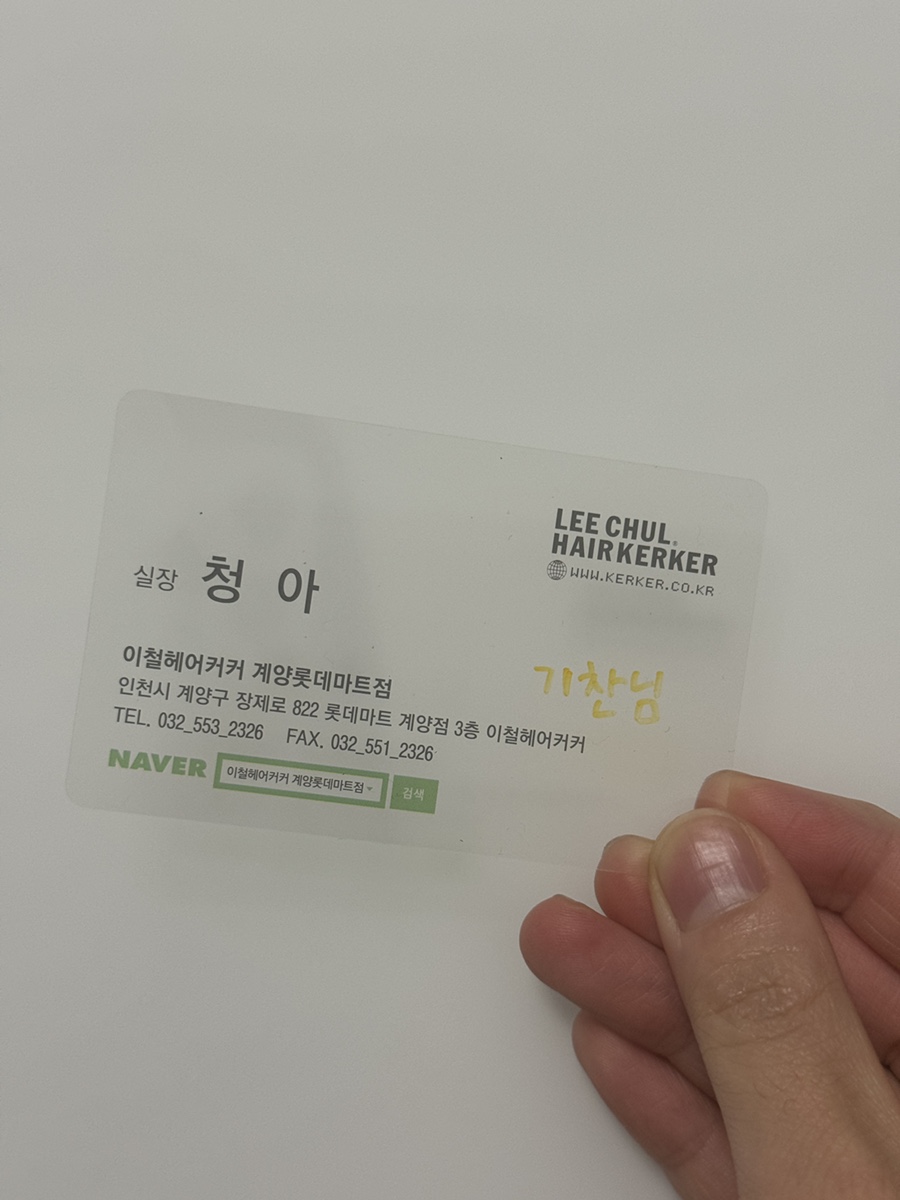 LEE CHUL®
HAIRKERKER
WWW.KERKER.CO.KR
실장 청 아
기찬님
이철헤어커커 계양롯데마트점
인천시 계양구 장제로 822 롯데마트 계양점 3층 이철헤어커커
TEL. 032_553_2326 FAX. 032_551_2326
NAVER 이철헤어커커 계양롯데마트점 검색